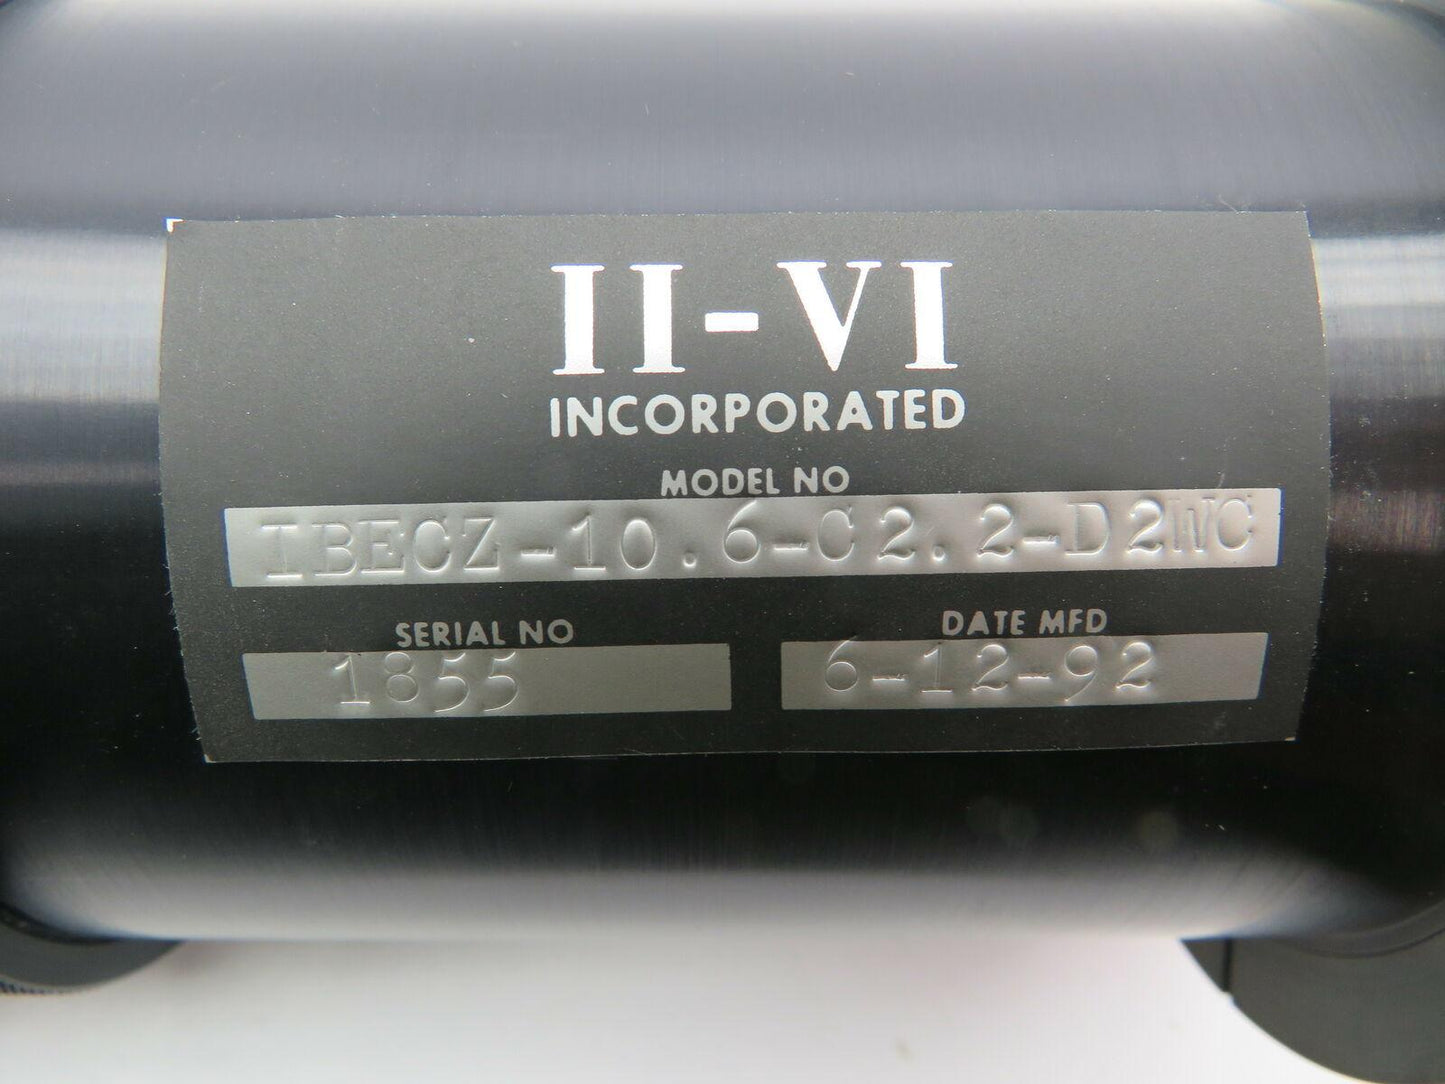 II-VI
INCORPORATED
MODEL NO
IBECZ-10.6-C2.2-D2WC
SERIAL NO
1855
DATE MFD
6-12-92